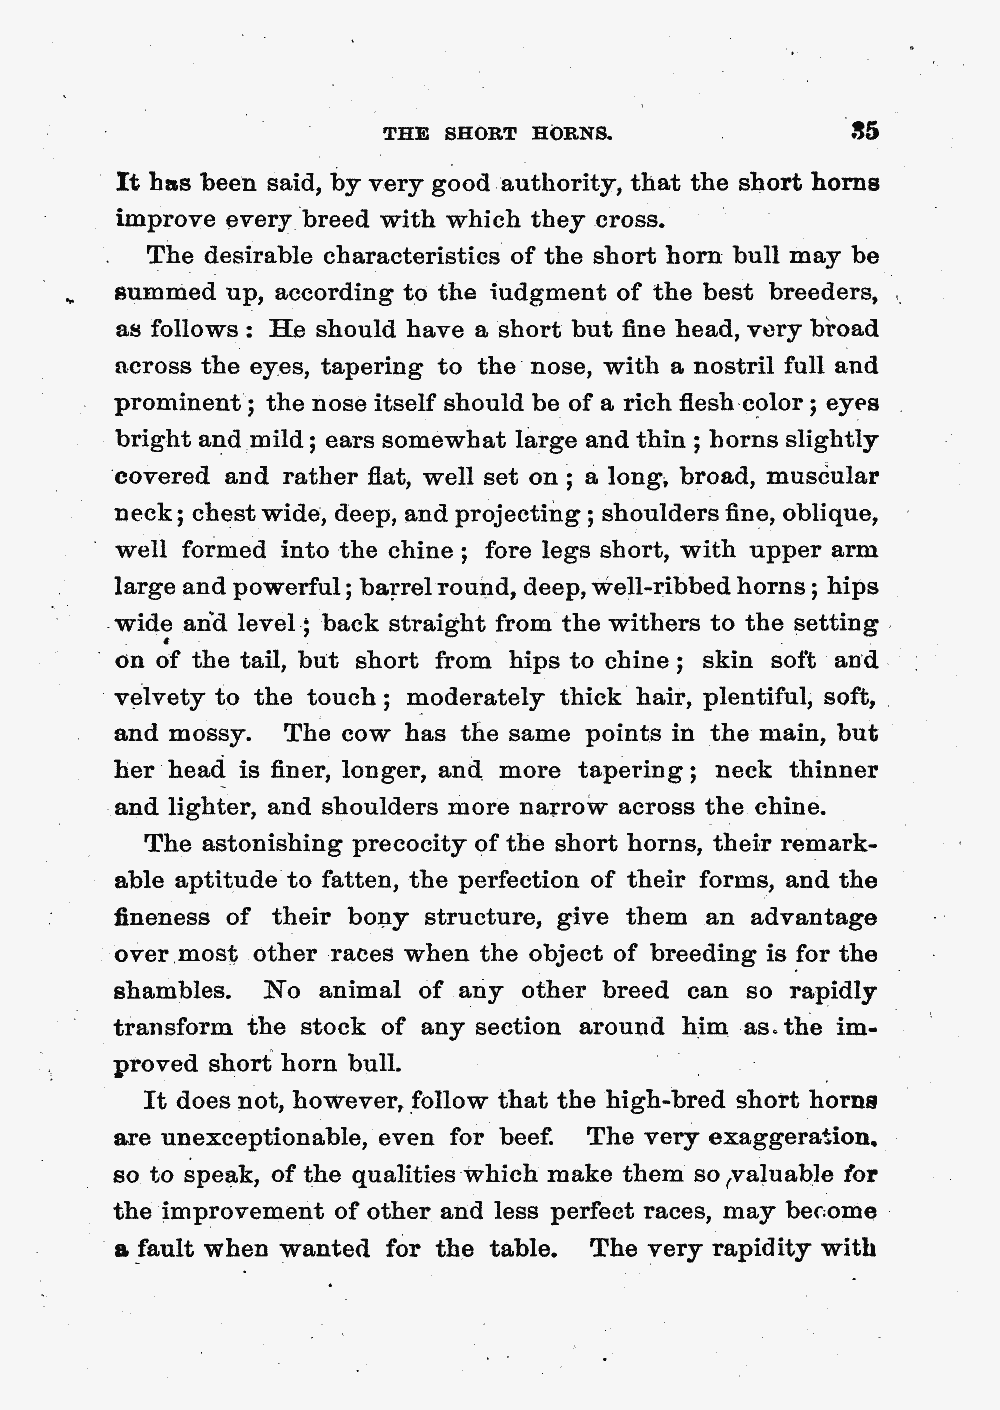 THE SHORT HORNS. 35
It has been said, by very good authority, that the short horns
improve every breed with which they cross.
The desirable characteristics of the short horn bull may be
summed up, according to the iudgment of the best breeders,
as follows : He should have a short but fine head, very broad
across the eyes, tapering to the nose, with a nostril full and
prominent ; the nose itself should be of a rich flesh color ; eyes
bright and mild ; ears somewhat large and thin ; horns slightly
covered and rather flat, well set on ; a long, broad, muscular
neck ; chest wide, deep, and projecting ; shoulders fine, oblique,
well formed into the chine ; fore legs short, with upper arm
large and powerful ; barrel round, deep, well-ribbed horns ; hips
wide and level ; back straight from the withers to the setting
on of the tail, but short from hips to chine ; skin soft and
velvety to the touch ; moderately thick hair, plentiful, soft,
and mossy. The cow has the same points in the main, but
her head is finer, longer, and more tapering ; neck thinner
and lighter, and shoulders more narrow across the chine.
The astonishing precocity of the short horns, their remark-
able aptitude to fatten, the perfection of their forms, and the
fineness of their bony structure, give them an advantage
over most other races when the object of breeding is for the
shambles. No animal of any other breed can so rapidly
transform the stock of any section around him as the im-
proved short horn bull.
It does not, however, follow that the high-bred short horns
are unexceptionable, even for beef. The very exaggeration,
so to speak, of the qualities which make them so valuable for
the improvement of other and less perfect races, may become
a fault when wanted for the table. The very rapidity with